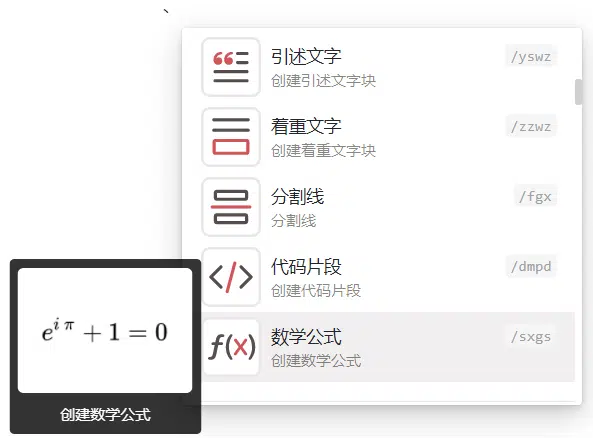 、
引述文字 /yswz
创建引述文字块
着重文字 /zzwz
创建着重文字块
分割线 /fgx
分割线
代码片段 /dmpd
创建代码片段
</>
数学公式 /sxgs
f(x)
创建数学公式
e^{i π} + 1 = 0
创建数学公式